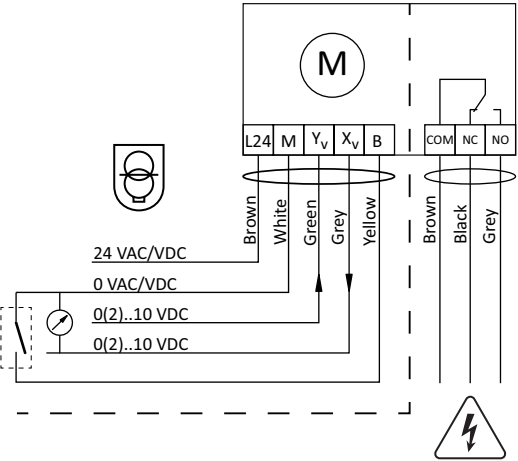 M
L24 M Yv Xv B COM NC NO
Brown White Green Grey Yellow Brown Black Grey
24 VAC/VDC
0 VAC/VDC
0(2)..10 VDC
0(2)..10 VDC